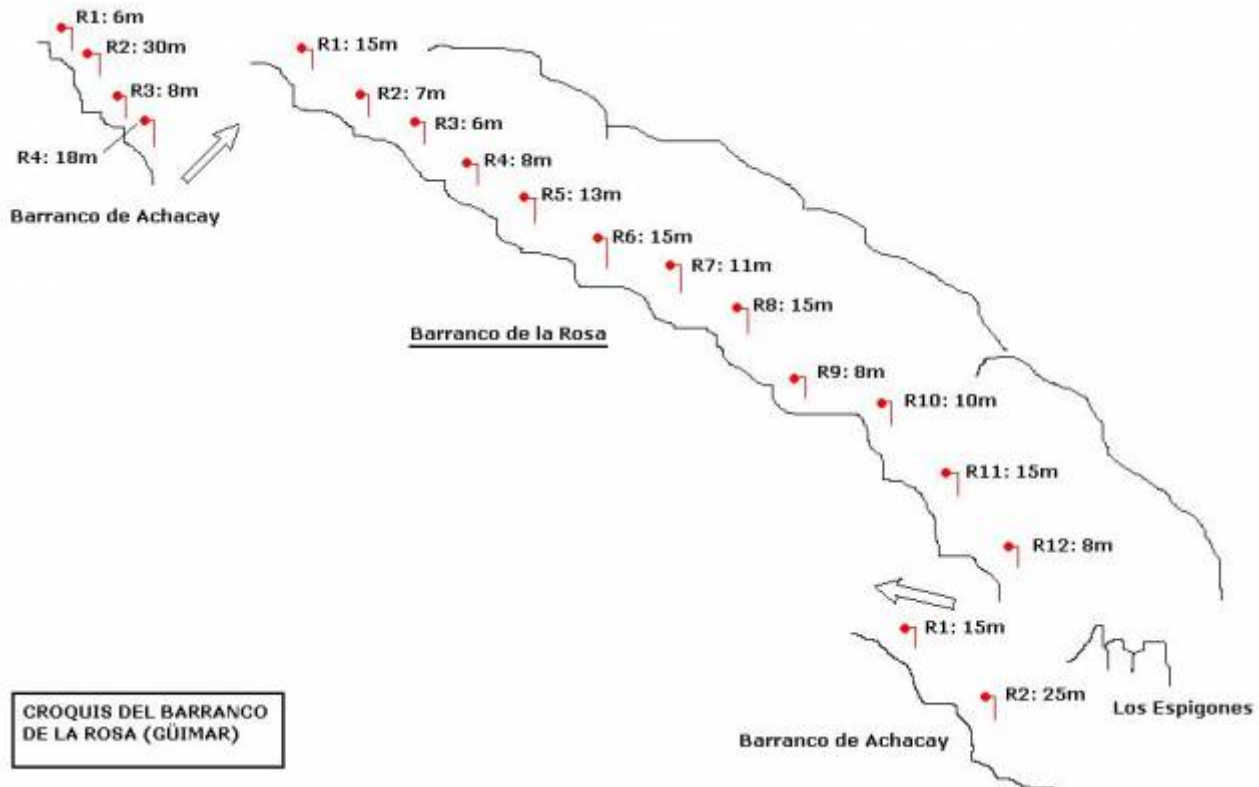 R1: 6m
R2: 30m
R3: 8m
R4: 18m
Barranco de Achacay
R1: 15m
R2: 7m
R3: 6m
R4: 8m
R5: 13m
R6: 15m
R7: 11m
R8: 15m
Barranco de la Rosa
R9: 8m
R10: 10m
R11: 15m
R12: 8m
R1: 15m
R2: 25m
Los Espigones
Barranco de Achacay
CROQUIS DEL BARRANCO
DE LA ROSA (GÜIMAR)